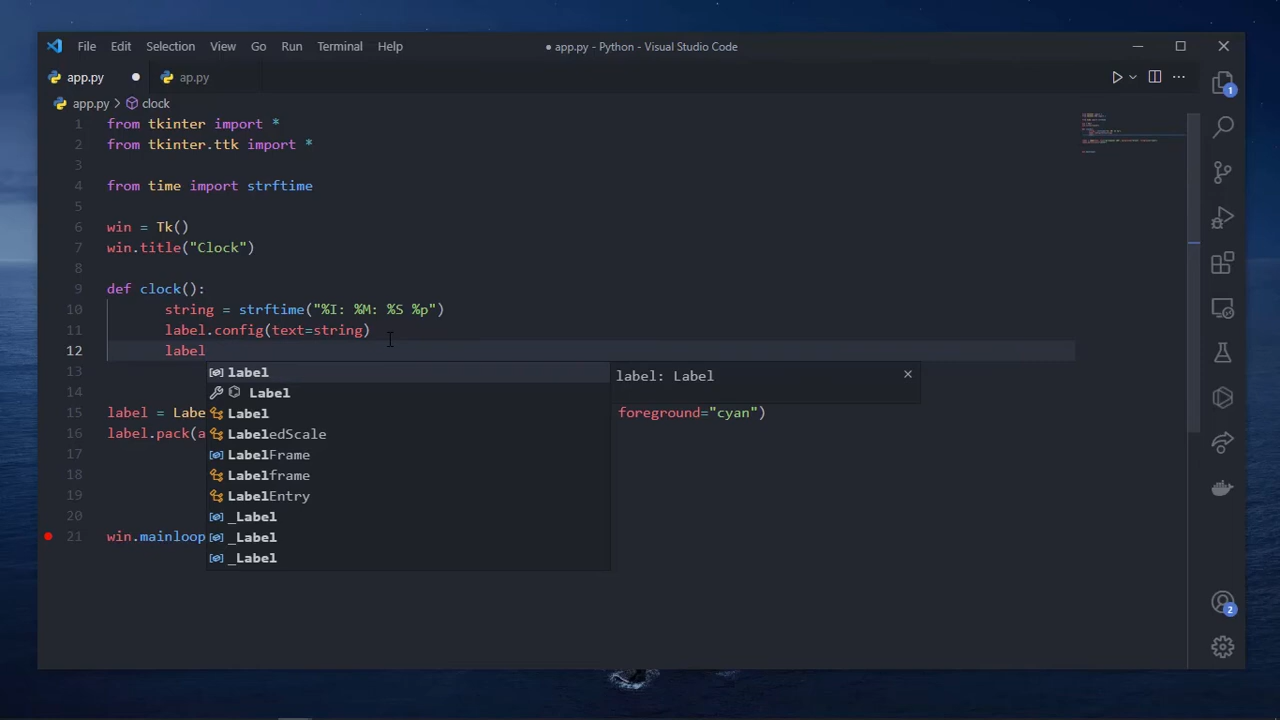 File Edit Selection View Go Run Terminal Help ● app.py - Python - Visual Studio Code
app.py ap.py
app.py > clock
1 from tkinter import *
2 from tkinter.ttk import *
3
4 from time import strftime
5
6 win = Tk()
7 win.title("Clock")
8
9 def clock():
10 string = strftime("%I: %M: %S %p")
11 label.config(text=string)
12 label
13
14
15 label = Labe foreground="cyan")
16 label.pack(a
17
18
19
20
21 win.mainloop
label
Label
Label
LabeledScale
LabelFrame
Labelframe
LabelEntry
_Label
_Label
_Label
label: Label
1
2